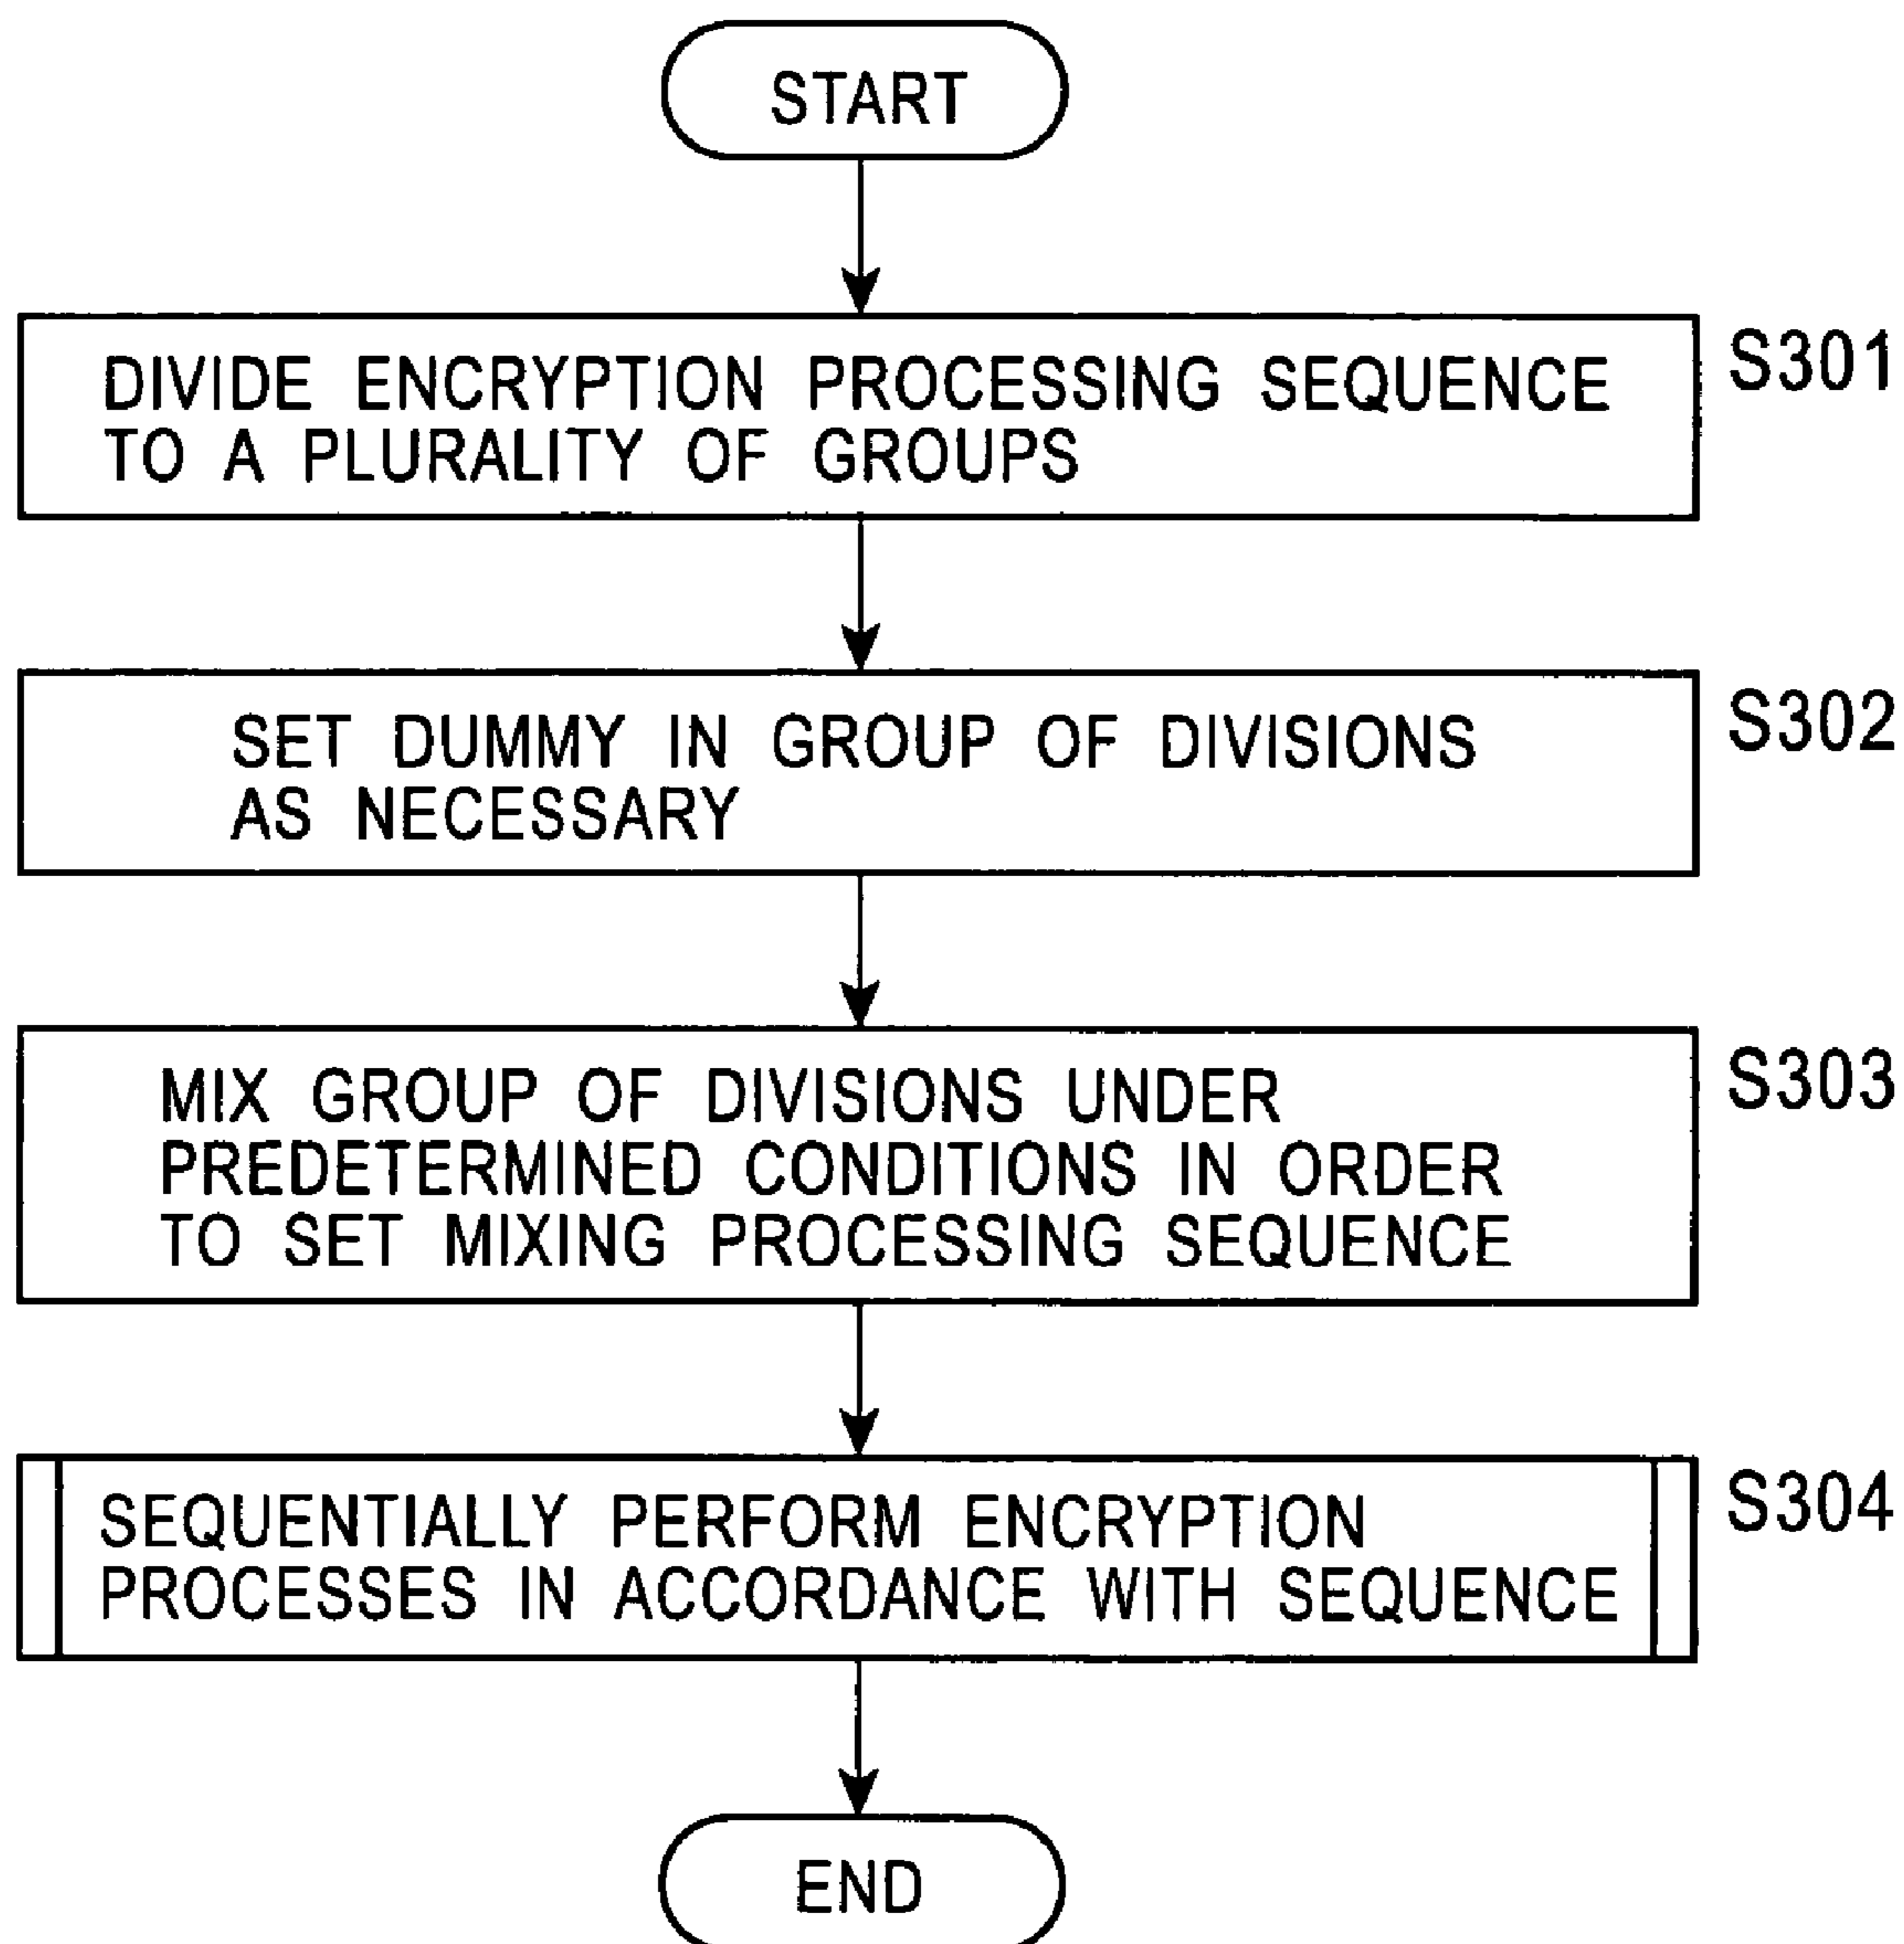 START
DIVIDE ENCRYPTION PROCESSING SEQUENCE
TO A PLURALITY OF GROUPS
S301
SET DUMMY IN GROUP OF DIVISIONS
AS NECESSARY
S302
MIX GROUP OF DIVISIONS UNDER
PREDETERMINED CONDITIONS IN ORDER
TO SET MIXING PROCESSING SEQUENCE
S303
SEQUENTIALLY PERFORM ENCRYPTION
PROCESSES IN ACCORDANCE WITH SEQUENCE
S304
END